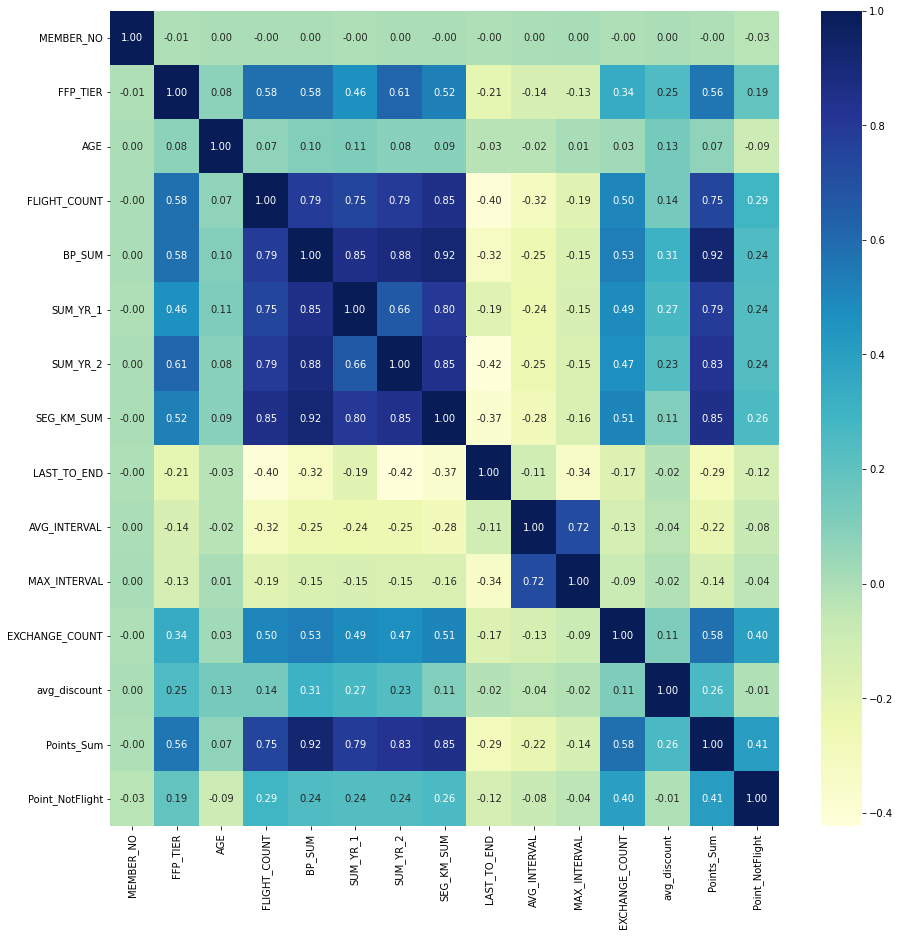 MEMBER_NO 1.00 -0.01 0.00 -0.00 0.00 -0.00 0.00 -0.00 -0.00 0.00 0.00 -0.00 0.00 -0.00 -0.03
FFP_TIER -0.01 1.00 0.08 0.58 0.58 0.46 0.61 0.52 -0.21 -0.14 -0.13 0.34 0.25 0.56 0.19
AGE 0.00 0.08 1.00 0.07 0.10 0.11 0.08 0.09 -0.03 -0.02 0.01 0.03 0.13 0.07 -0.09
FLIGHT_COUNT -0.00 0.58 0.07 1.00 0.79 0.75 0.79 0.85 -0.40 -0.32 -0.19 0.50 0.14 0.75 0.29
BP_SUM 0.00 0.58 0.10 0.79 1.00 0.85 0.88 0.92 -0.32 -0.25 -0.15 0.53 0.31 0.92 0.24
SUM_YR_1 -0.00 0.46 0.11 0.75 0.85 1.00 0.66 0.80 -0.19 -0.24 -0.15 0.49 0.27 0.79 0.24
SUM_YR_2 0.00 0.61 0.08 0.79 0.88 0.66 1.00 0.85 -0.42 -0.25 -0.15 0.47 0.23 0.83 0.24
SEG_KM_SUM -0.00 0.52 0.09 0.85 0.92 0.80 0.85 1.00 -0.37 -0.28 -0.16 0.51 0.11 0.85 0.26
LAST_TO_END -0.00 -0.21 -0.03 -0.40 -0.32 -0.19 -0.42 -0.37 1.00 -0.11 -0.34 -0.17 -0.02 -0.29 -0.12
AVG_INTERVAL 0.00 -0.14 -0.02 -0.32 -0.25 -0.24 -0.25 -0.28 -0.11 1.00 0.72 -0.13 -0.04 -0.22 -0.08
MAX_INTERVAL 0.00 -0.13 0.01 -0.19 -0.15 -0.15 -0.15 -0.16 -0.34 0.72 1.00 -0.09 -0.02 -0.14 -0.04
EXCHANGE_COUNT -0.00 0.34 0.03 0.50 0.53 0.49 0.47 0.51 -0.17 -0.13 -0.09 1.00 0.11 0.58 0.40
avg_discount 0.00 0.25 0.13 0.14 0.31 0.27 0.23 0.11 -0.02 -0.04 -0.02 0.11 1.00 0.26 -0.01
Points_Sum -0.00 0.56 0.07 0.75 0.92 0.79 0.83 0.85 -0.29 -0.22 -0.14 0.58 0.26 1.00 0.41
Point_NotFlight -0.03 0.19 -0.09 0.29 0.24 0.24 0.24 0.26 -0.12 -0.08 -0.04 0.40 -0.01 0.41 1.00
MEMBER_NO
FFP_TIER
AGE
FLIGHT_COUNT
BP_SUM
SUM_YR_1
SUM_YR_2
SEG_KM_SUM
LAST_TO_END
AVG_INTERVAL
MAX_INTERVAL
EXCHANGE_COUNT
avg_discount
Points_Sum
Point_NotFlight
1.0
0.8
0.6
0.4
0.2
0.0
−0.2
−0.4